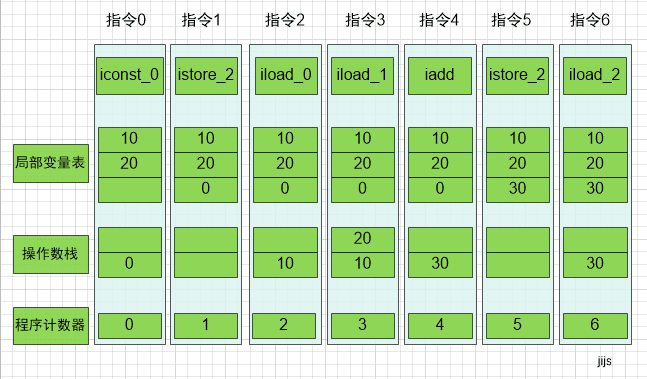 指令0 指令1 指令2 指令3 指令4 指令5 指令6
iconst_0 istore_2 iload_0 iload_1 iadd istore_2 iload_2
10 10 10 10 10 10 10
局部变量表 20 20 20 20 20 20 20
0 0 0 0 30 30
20
操作数栈 0 10 10 30 30
程序计数器 0 1 2 3 4 5 6
jijs